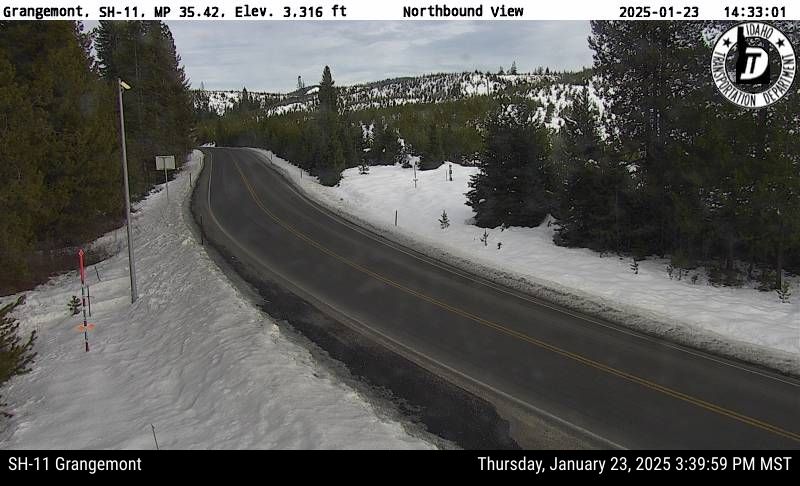 Grangemont, SH-11, MP 35.42, Elev. 3,316 ft Northbound View 2025-01-23 14:33:01
IDAHO
TRANSPORTATION DEPARTMENT
SH-11 Grangemont Thursday, January 23, 2025 3:39:59 PM MST